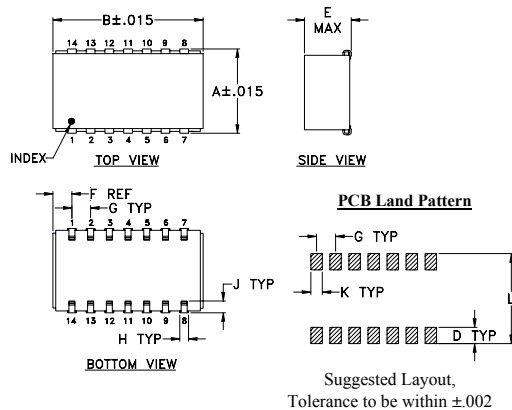 B±.015
E
MAX
14 13 12 11 10 9 8
A±.015
1 2 3 4 5 6 7
INDEX
TOP VIEW
SIDE VIEW
F REF
G TYP
1 2 3 4 5 6 7
J TYP
14 13 12 11 10 9 8
H TYP
BOTTOM VIEW
PCB Land Pattern
G TYP
K TYP
L
D TYP
Suggested Layout,
Tolerance to be within ±.002